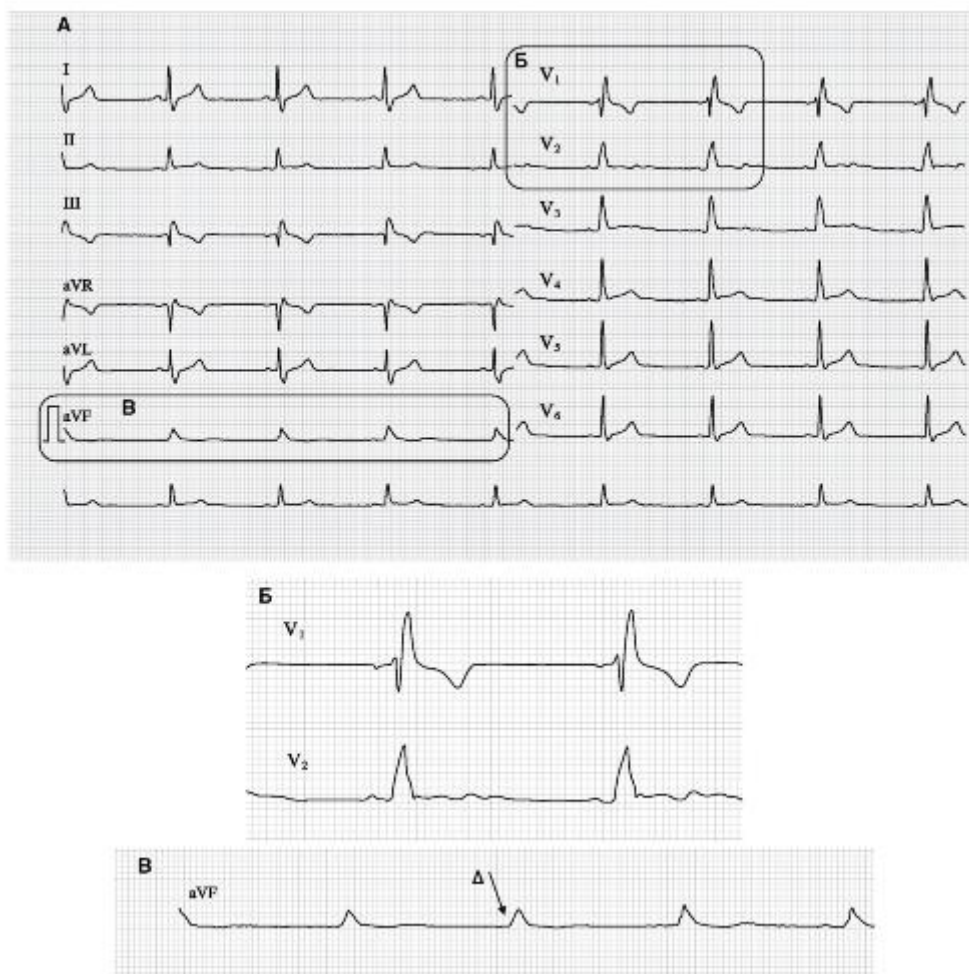 А
I
II
III
aVR
aVL
В
aVF
Б
V₁
V₂
V₃
V₄
V₅
V₆
Б
V₁
V₂
В
aVF
Δ